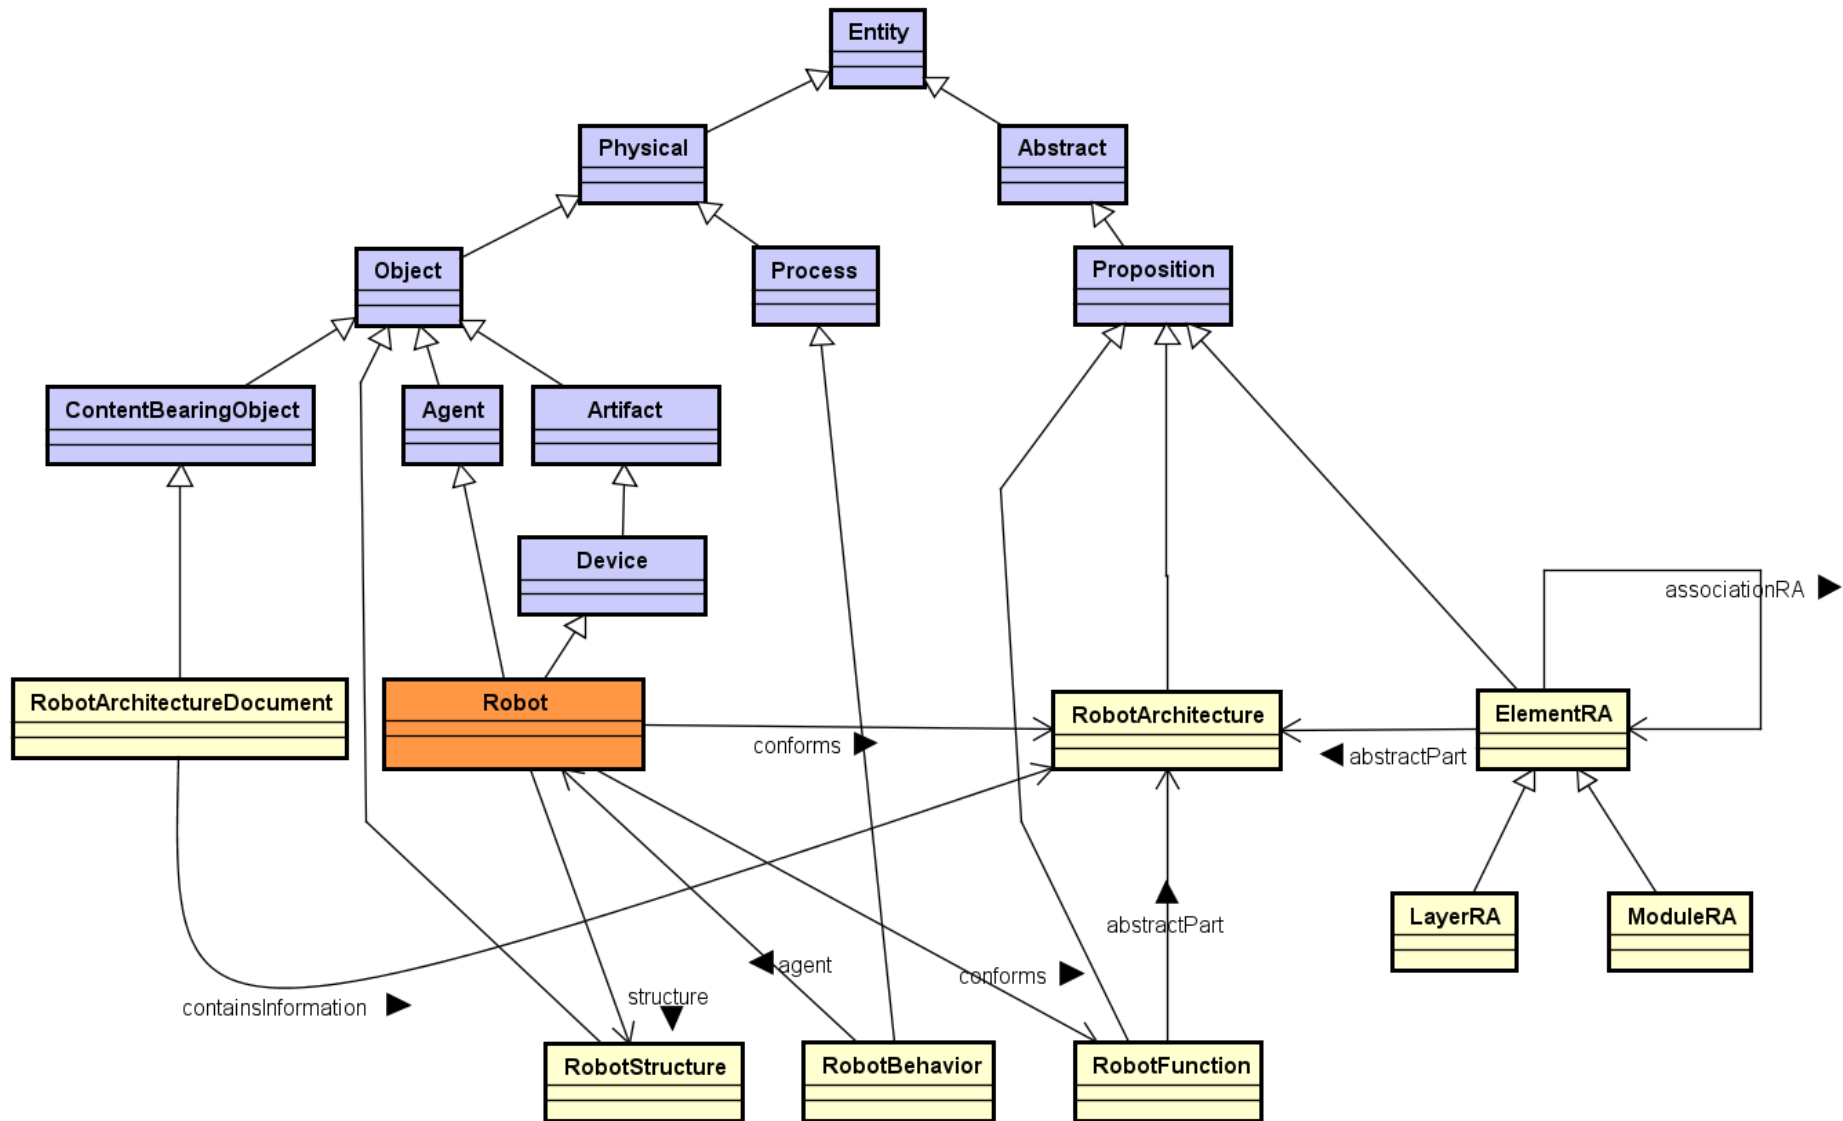 Entity
Physical
Abstract
Object
Process
Proposition
ContentBearingObject
Agent
Artifact
Device
associationRA
RobotArchitectureDocument
Robot
RobotArchitecture
ElementRA
conforms
abstractPart
LayerRA
ModuleRA
abstractPart
agent
conforms
structure
containsInformation
RobotStructure
RobotBehavior
RobotFunction